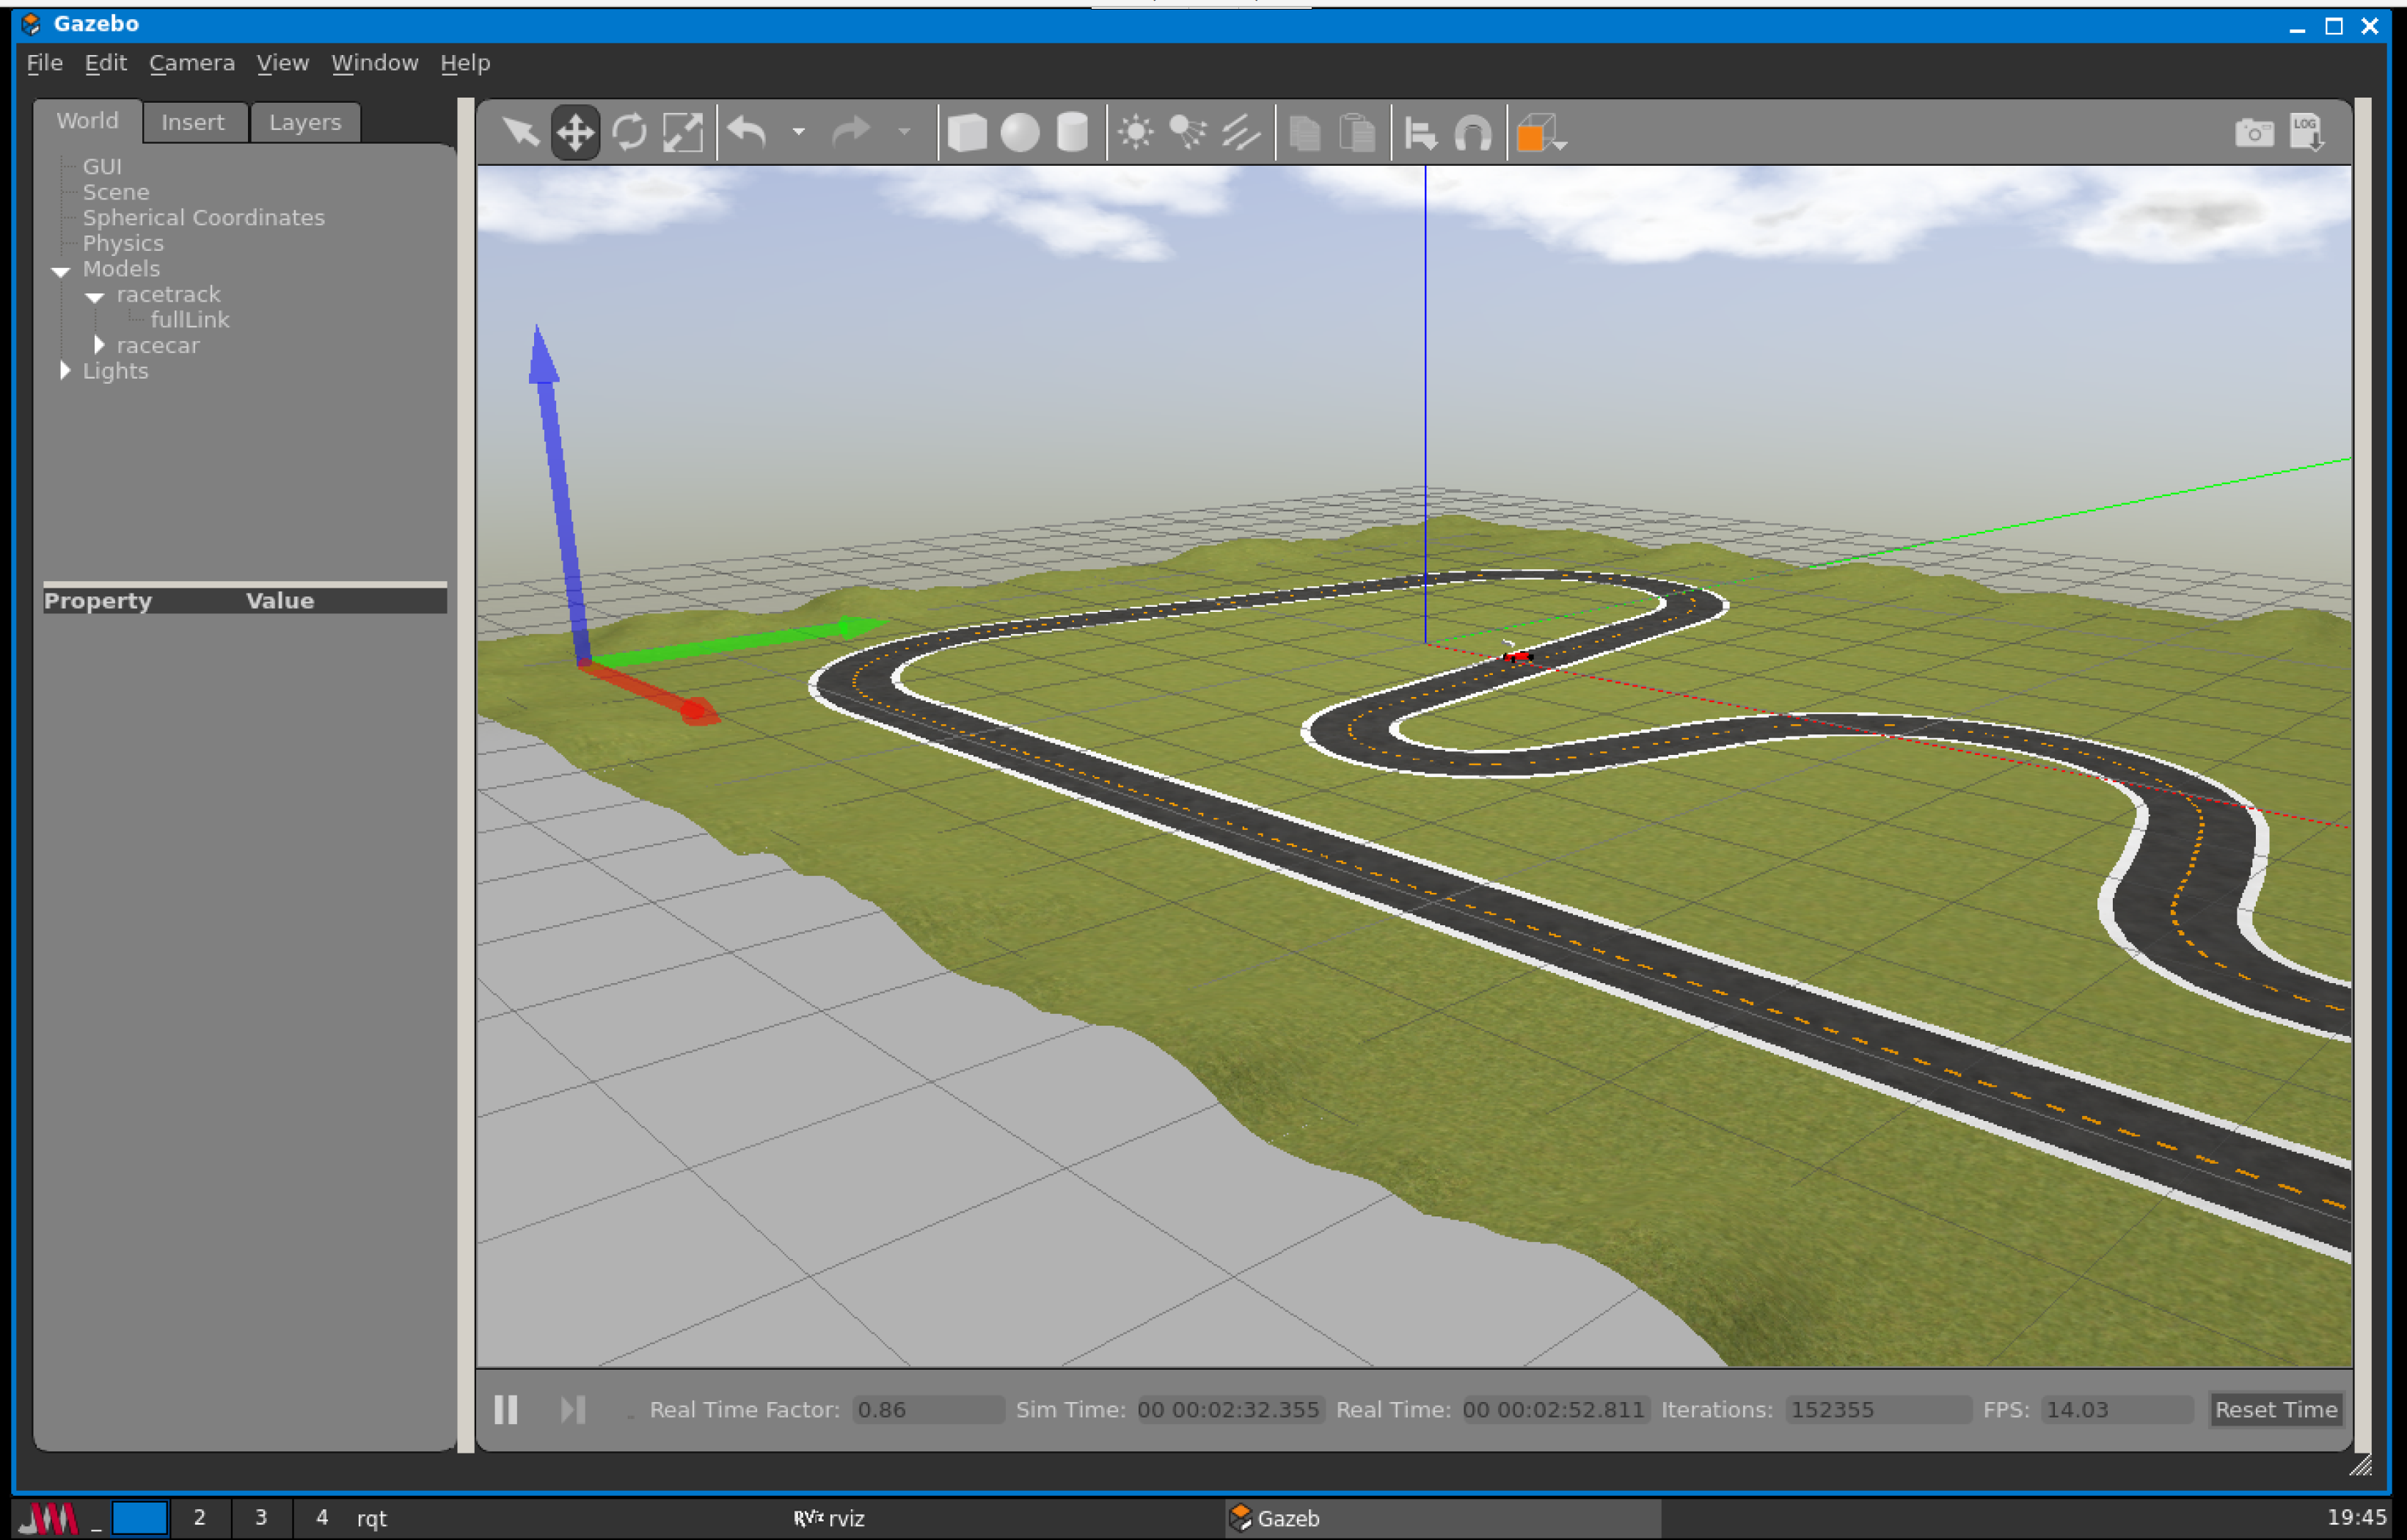 Gazebo
File Edit Camera View Window Help
World Insert Layers
LOG
GUI
Scene
Spherical Coordinates
Physics
Models
racetrack
fullLink
racecar
Lights
Property Value
Real Time Factor: 0.86 Sim Time: 00 00:02:32.355 Real Time: 00 00:02:52.811 Iterations: 152355 FPS: 14.03 Reset Time
2 3 4 rqt RViz rviz Gazeb 19:45